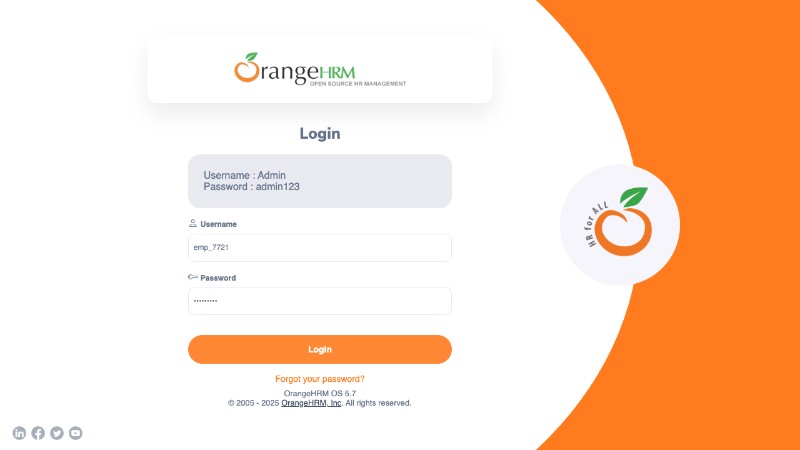 OrangeHRM
OPEN SOURCE HR MANAGEMENT
Login
Username : Admin
Password : admin123
Username
emp_7721
Password
•••••••••
Login
Forgot your password?
OrangeHRM OS 5.7
© 2005 - 2025 OrangeHRM, Inc. All rights reserved.
HR for ALL
in